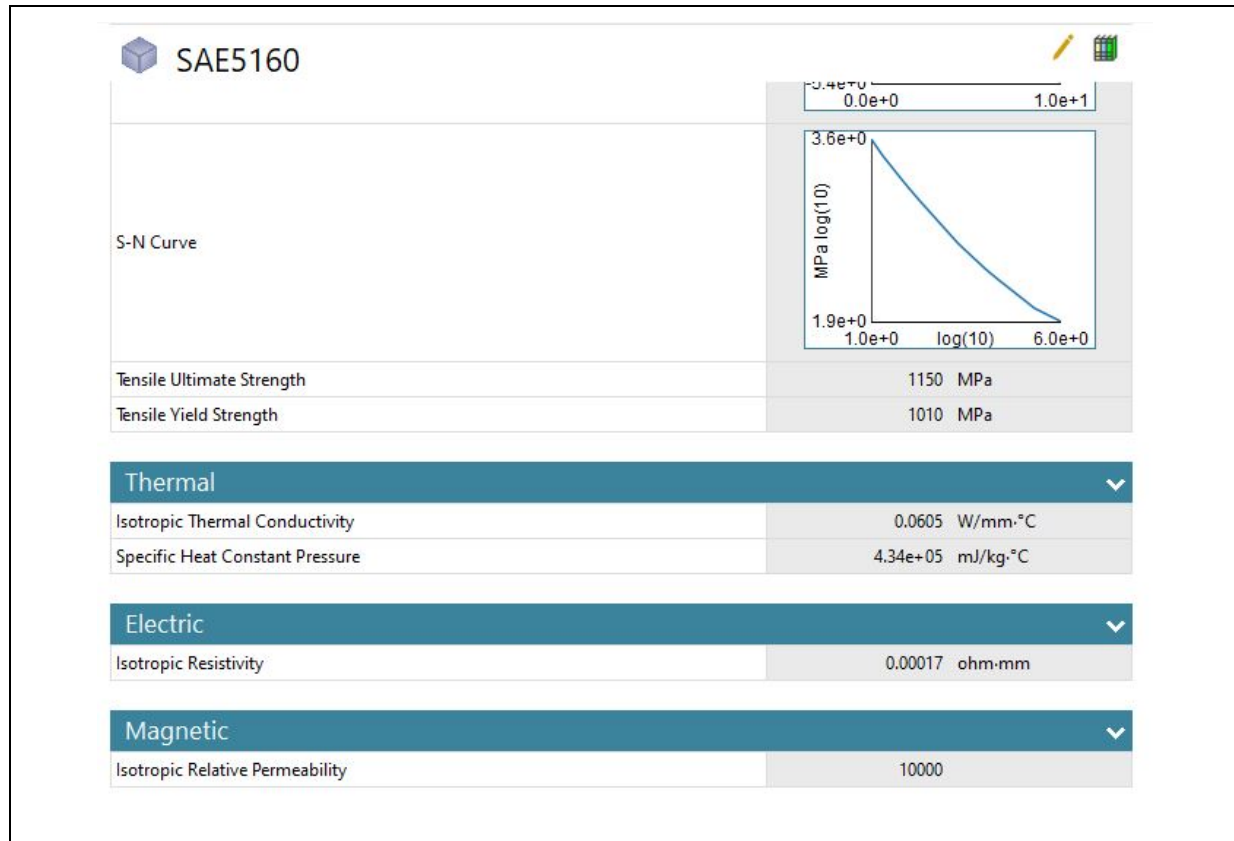 SAE5160
-5.4e+0
0.0e+0 1.0e+1
S-N Curve
3.6e+0
MPa log(10)
1.9e+0
1.0e+0 log(10) 6.0e+0
Tensile Ultimate Strength 1150 MPa
Tensile Yield Strength 1010 MPa
Thermal
Isotropic Thermal Conductivity 0.0605 W/mm·°C
Specific Heat Constant Pressure 4.34e+05 mJ/kg·°C
Electric
Isotropic Resistivity 0.00017 ohm·mm
Magnetic
Isotropic Relative Permeability 10000